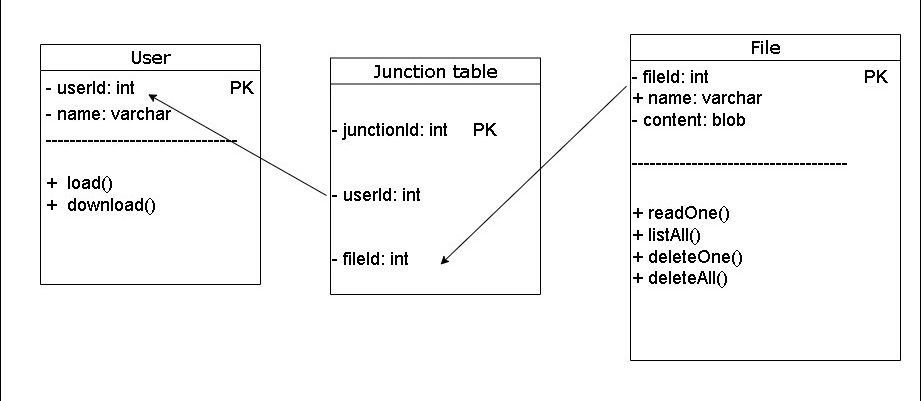 User
- userId: int PK
- name: varchar
+ load()
+ download()
Junction table
- junctionId: int PK
- userId: int
- fileId: int
File
- fileId: int PK
+ name: varchar
- content: blob
+ readOne()
+ listAll()
+ deleteOne()
+ deleteAll()